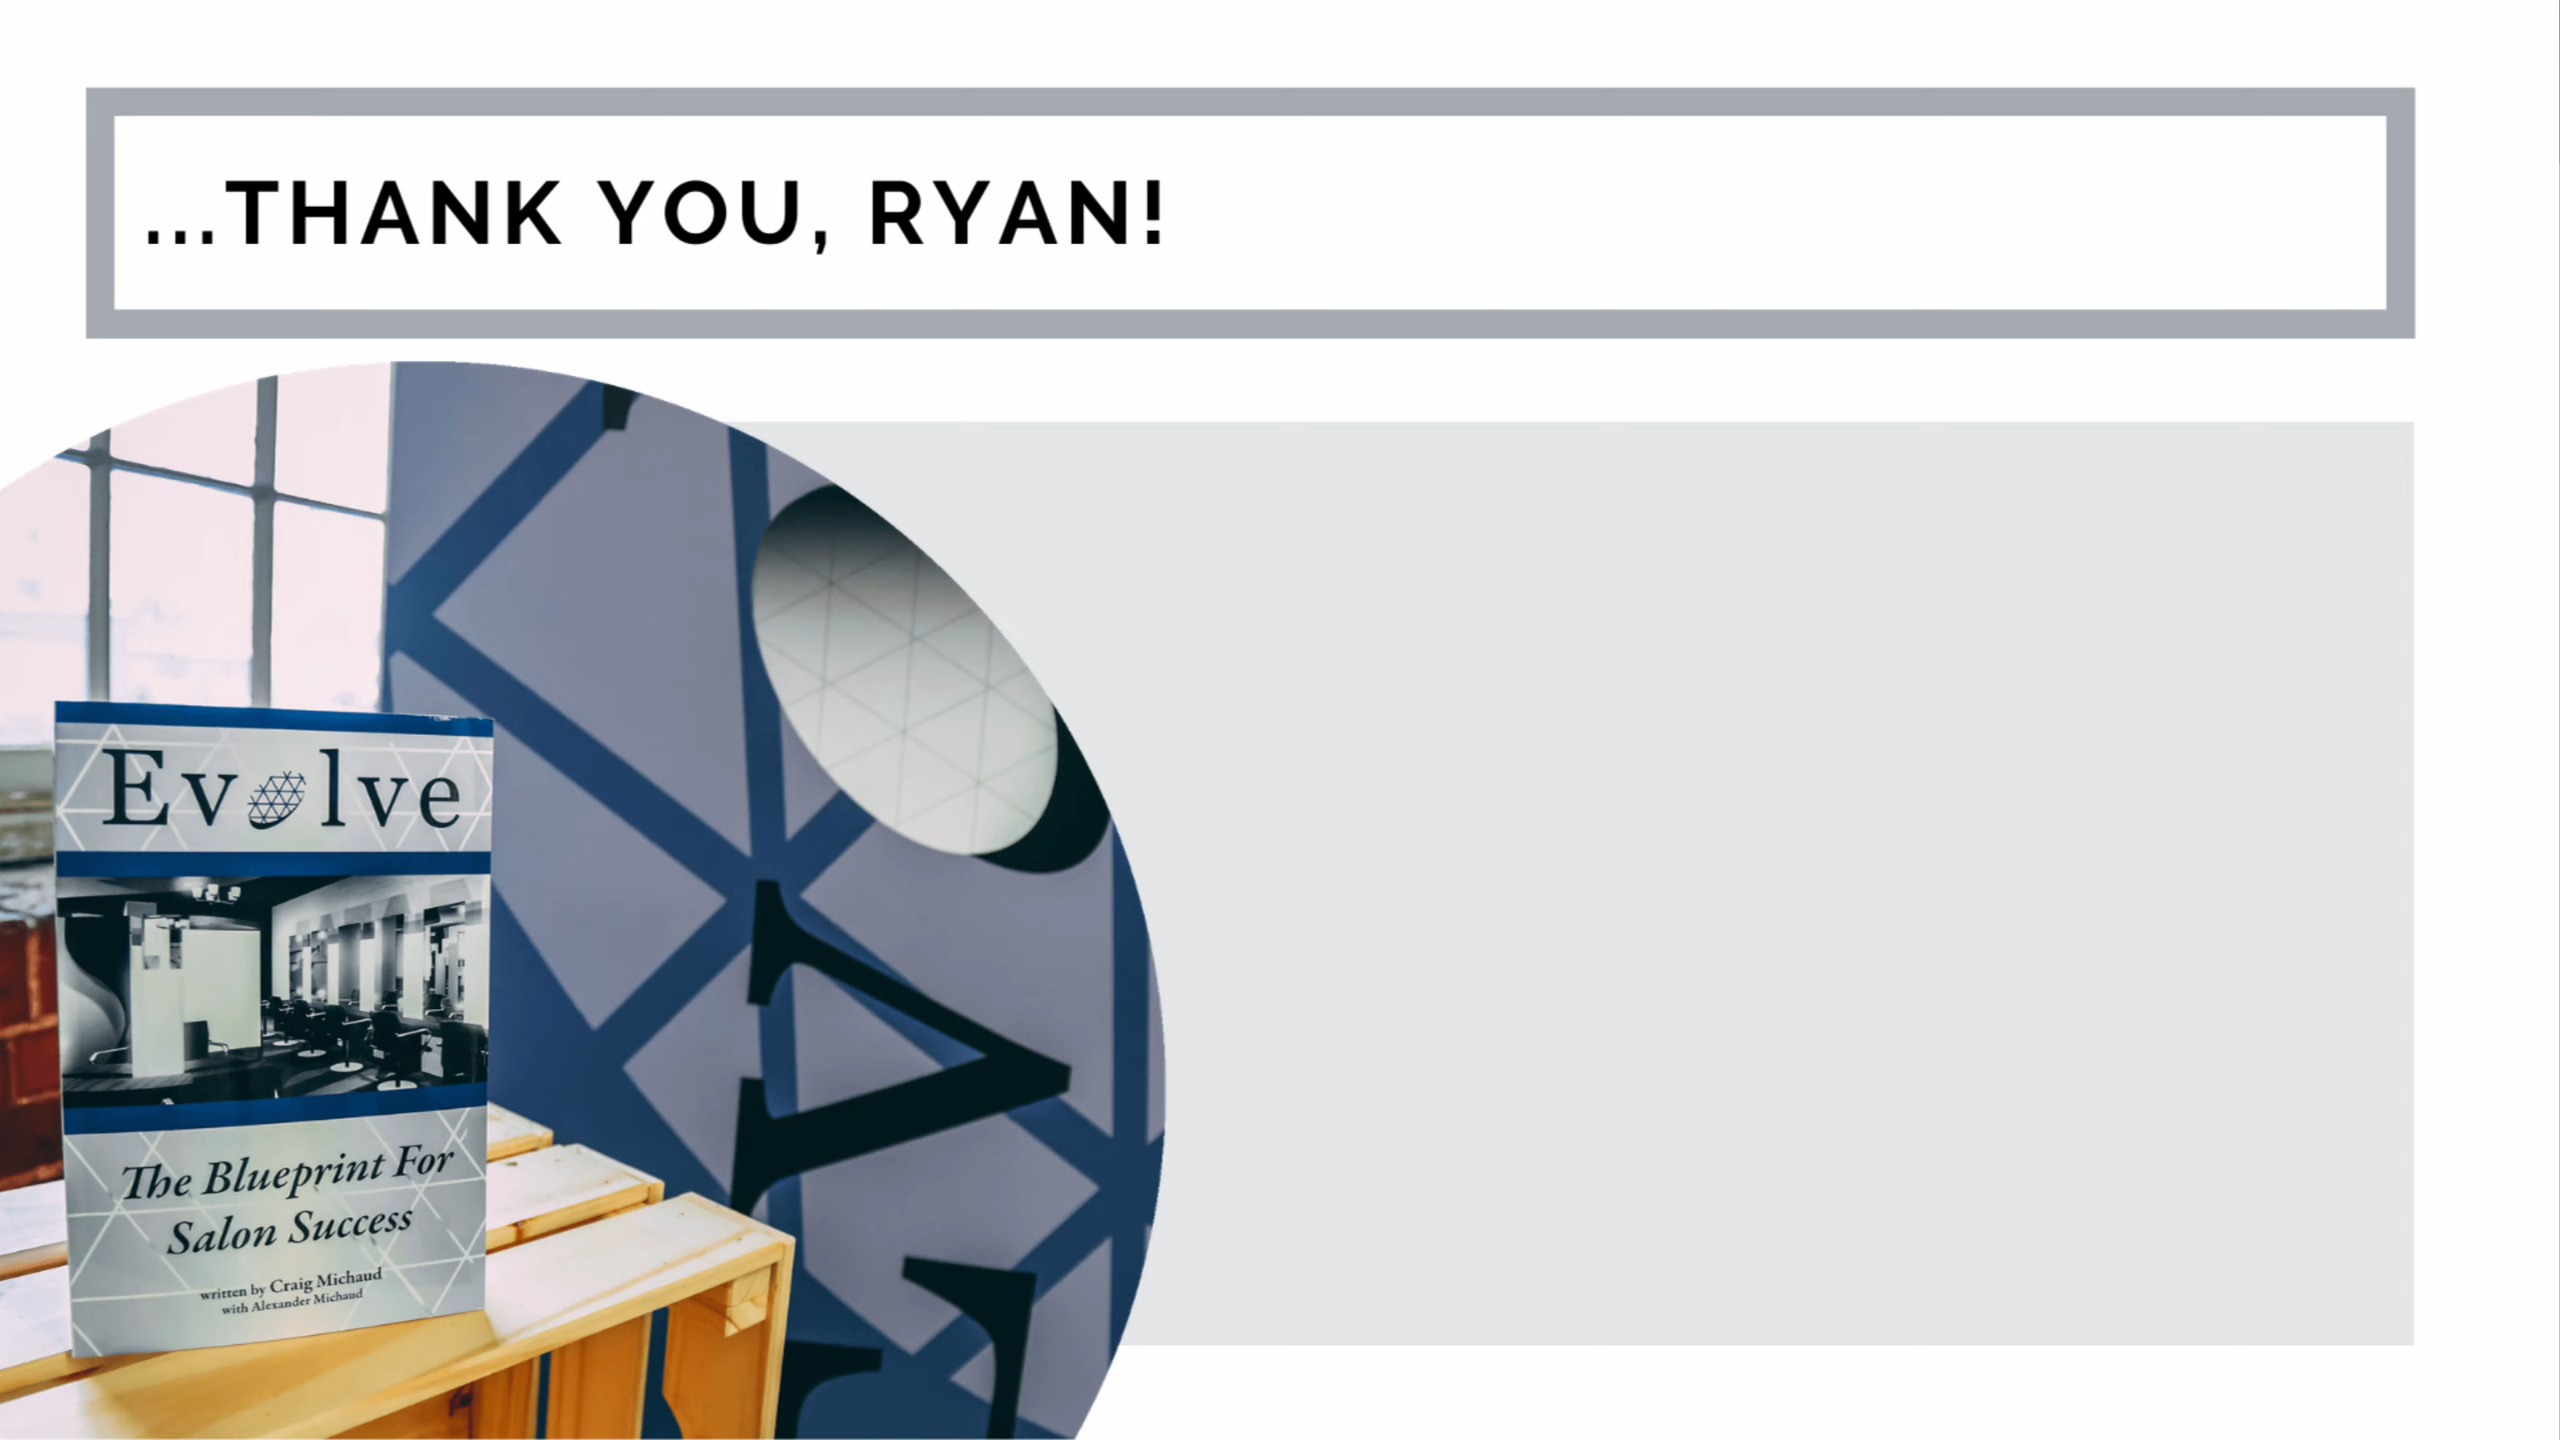 ...THANK YOU, RYAN!
Evolve
The Blueprint For
Salon Success
written by Craig Michaud
with Alexander Michaud